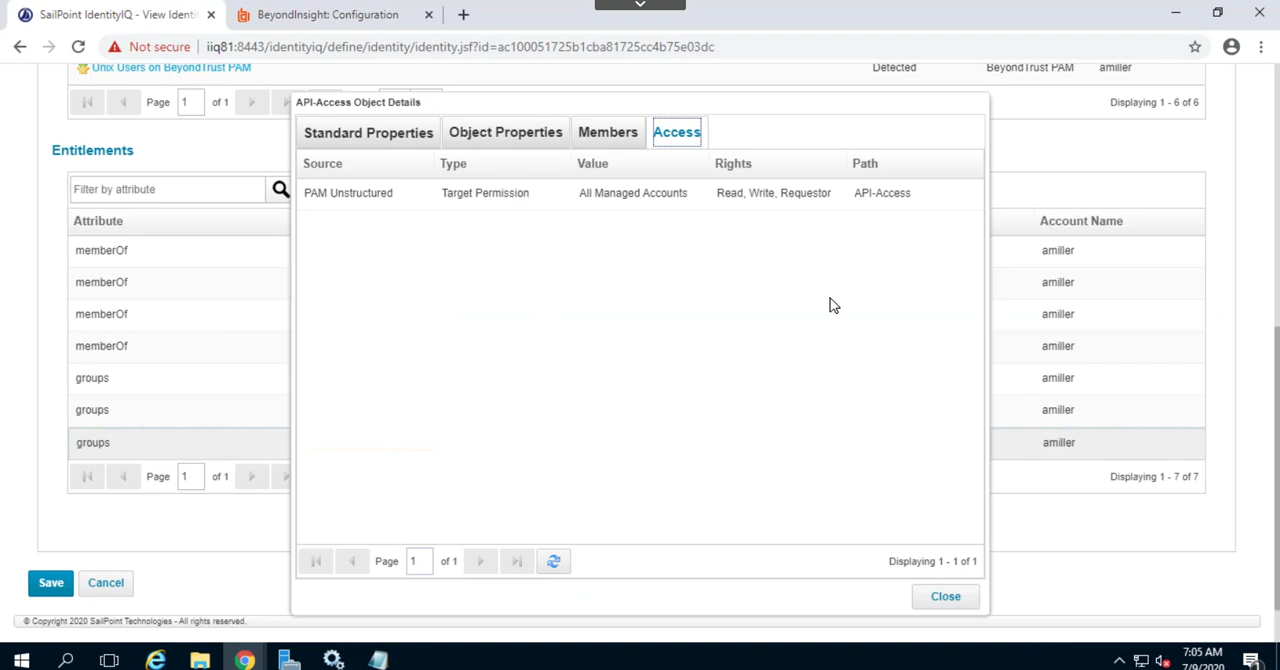 SailPoint IdentityIQ - View Identi
BeyondInsight: Configuration
Not secure
iiq81:8443/identityiq/define/identity/identity.jsf?id=ac100051725b1cba81725cc4b75e03dc
Unix Users on BeyondTrust PAM
Detected
BeyondTrust PAM
amiller
Page 1 of 1
Displaying 1 - 6 of 6
API-Access Object Details
Standard Properties
Object Properties
Members
Access
Source
Type
Value
Rights
Path
PAM Unstructured
Target Permission
All Managed Accounts
Read, Write, Requestor
API-Access
Page 1 of 1
Displaying 1 - 1 of 1
Close
Entitlements
Filter by attribute
Attribute
Account Name
memberOf
amiller
memberOf
amiller
memberOf
amiller
memberOf
amiller
groups
amiller
groups
amiller
groups
amiller
Page 1 of 1
Displaying 1 - 7 of 7
Save
Cancel
© Copyright 2020 SailPoint Technologies - All rights reserved.
7:05 AM
7/9/2020